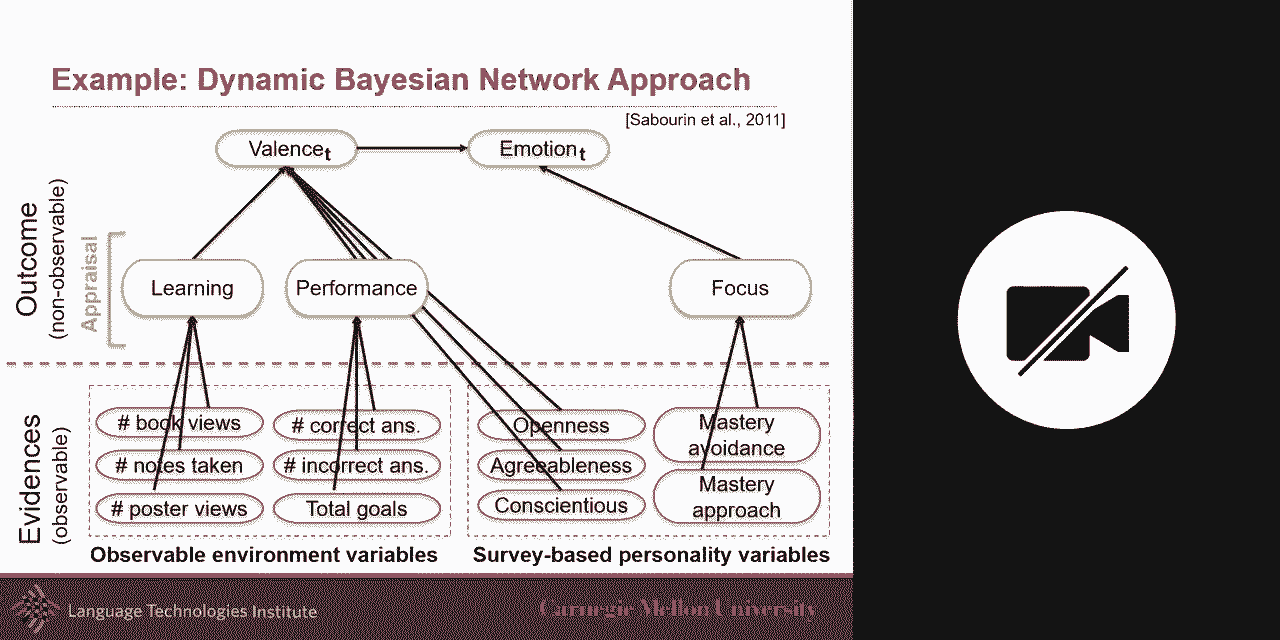 Example: Dynamic Bayesian Network Approach
[Sabourin et al., 2011]
Valence t
Emotion t
Outcome
(non-observable)
Appraisal
Learning
Performance
Focus
Evidences
(observable)
# book views
# notes taken
# poster views
# correct ans.
# incorrect ans.
Total goals
Openness
Agreeableness
Conscientious
Mastery
avoidance
Mastery
approach
Observable environment variables
Survey-based personality variables
Language Technologies Institute
Carnegie Mellon University